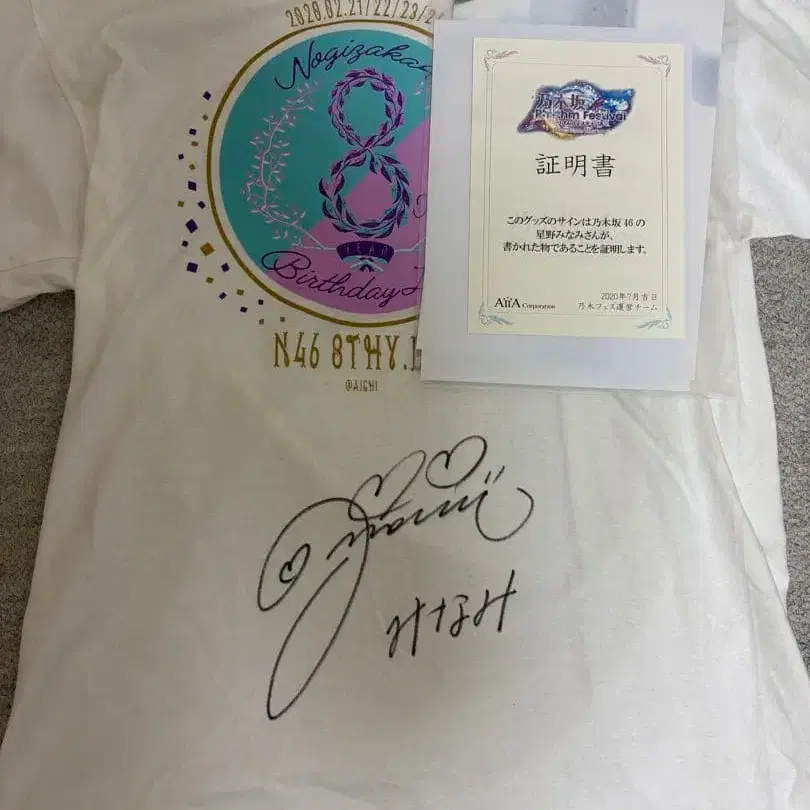 2020.02.21/22/23/2
Nogizaka
8
YEAR
Birthday
N46 8THY.
@AICHI
乃木坂
Rhythm Festival
証明書
このグッズのサインは乃木坂46の
星野みなみさんが、
書かれた物であることを証明します。
2020年7月吉日
AiiA Corporation
乃木フェス運営チーム
みなみ